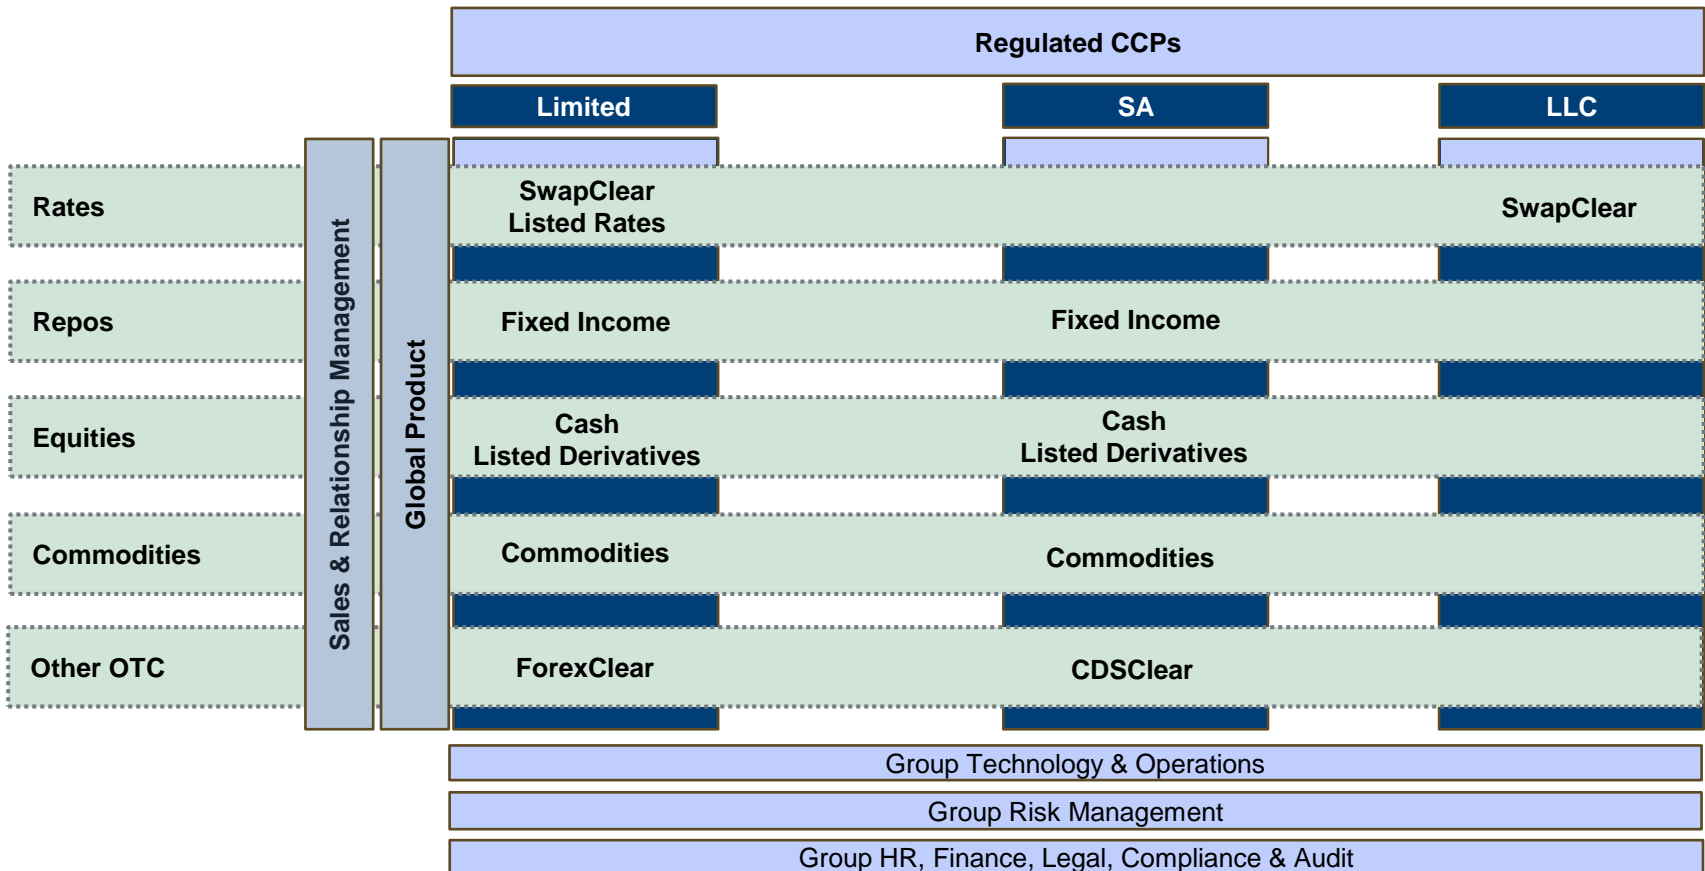 Regulated CCPs
Limited
SA
LLC
Sales & Relationship Management
Global Product
Rates
SwapClear
Listed Rates
SwapClear
Repos
Fixed Income
Fixed Income
Equities
Cash
Listed Derivatives
Cash
Listed Derivatives
Commodities
Commodities
Commodities
Other OTC
ForexClear
CDSClear
Group Technology & Operations
Group Risk Management
Group HR, Finance, Legal, Compliance & Audit